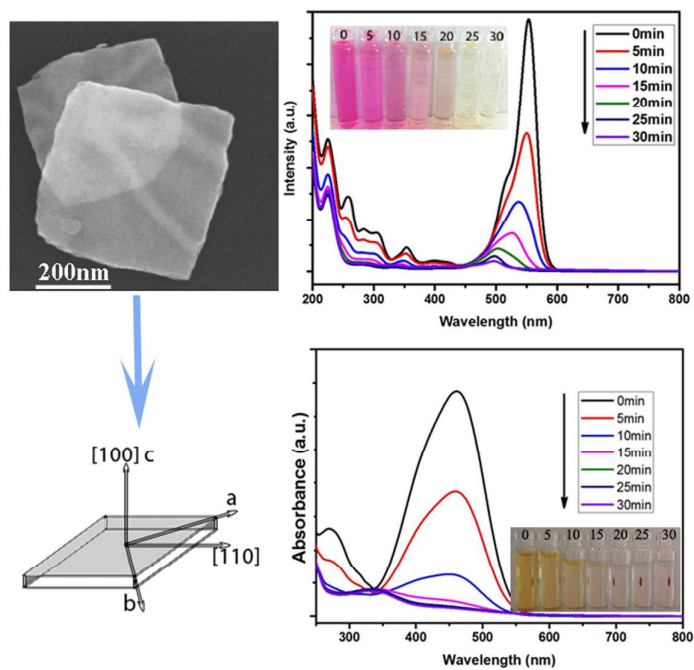 200nm
[100] c
a
[110]
b
Intensity (a.u.)
0 5 10 15 20 25 30
0min
5min
10min
15min
20min
25min
30min
200 300 400 500 600 700 800
Wavelength (nm)
Absorbance (a.u.)
0min
5min
10min
15min
20min
25min
30min
0 5 10 15 20 25 30
300 400 500 600 700 800
Wavelength (nm)